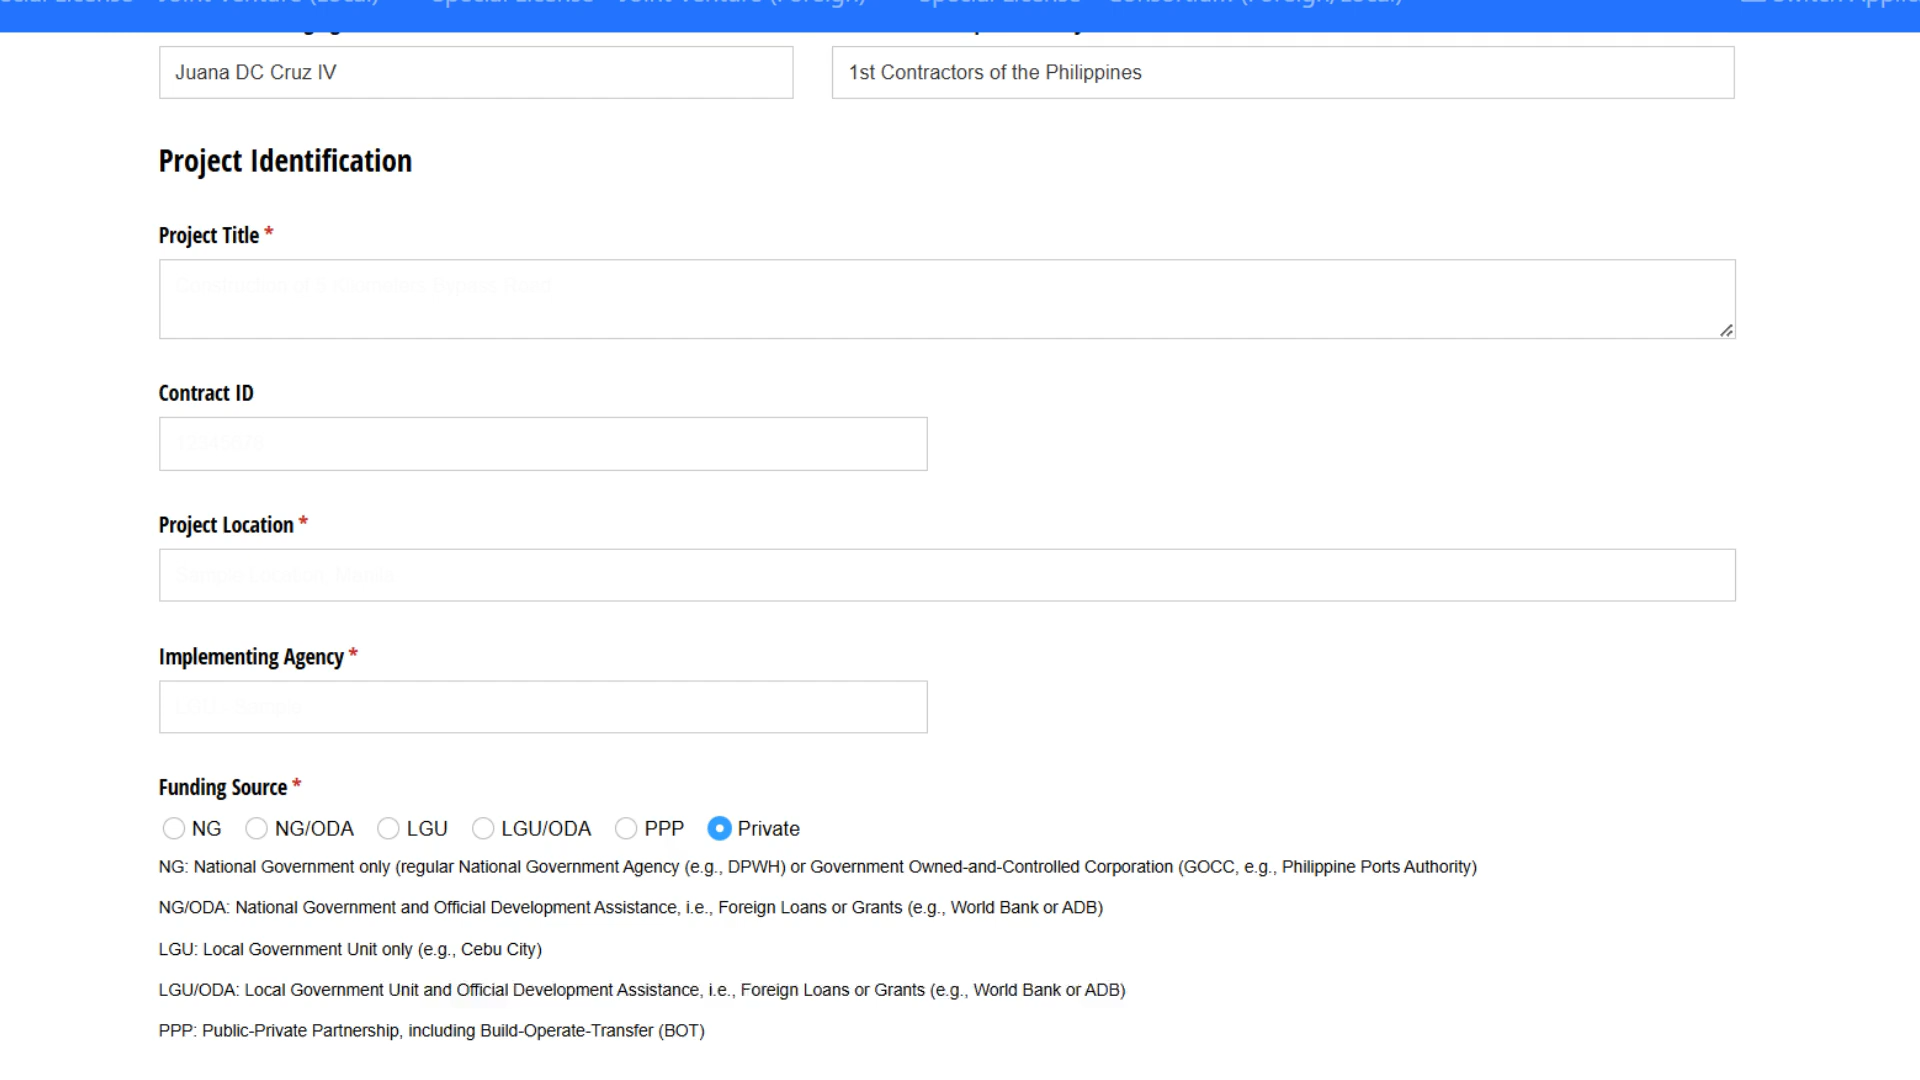 Juana DC Cruz IV
1st Contractors of the Philippines
Project Identification
Project Title *
Contract ID
Project Location *
Implementing Agency *
Funding Source *
NG NG/ODA LGU LGU/ODA PPP Private
NG: National Government only (regular National Government Agency (e.g., DPWH) or Government Owned-and-Controlled Corporation (GOCC, e.g., Philippine Ports Authority)
NG/ODA: National Government and Official Development Assistance, i.e., Foreign Loans or Grants (e.g., World Bank or ADB)
LGU: Local Government Unit only (e.g., Cebu City)
LGU/ODA: Local Government Unit and Official Development Assistance, i.e., Foreign Loans or Grants (e.g., World Bank or ADB)
PPP: Public-Private Partnership, including Build-Operate-Transfer (BOT)